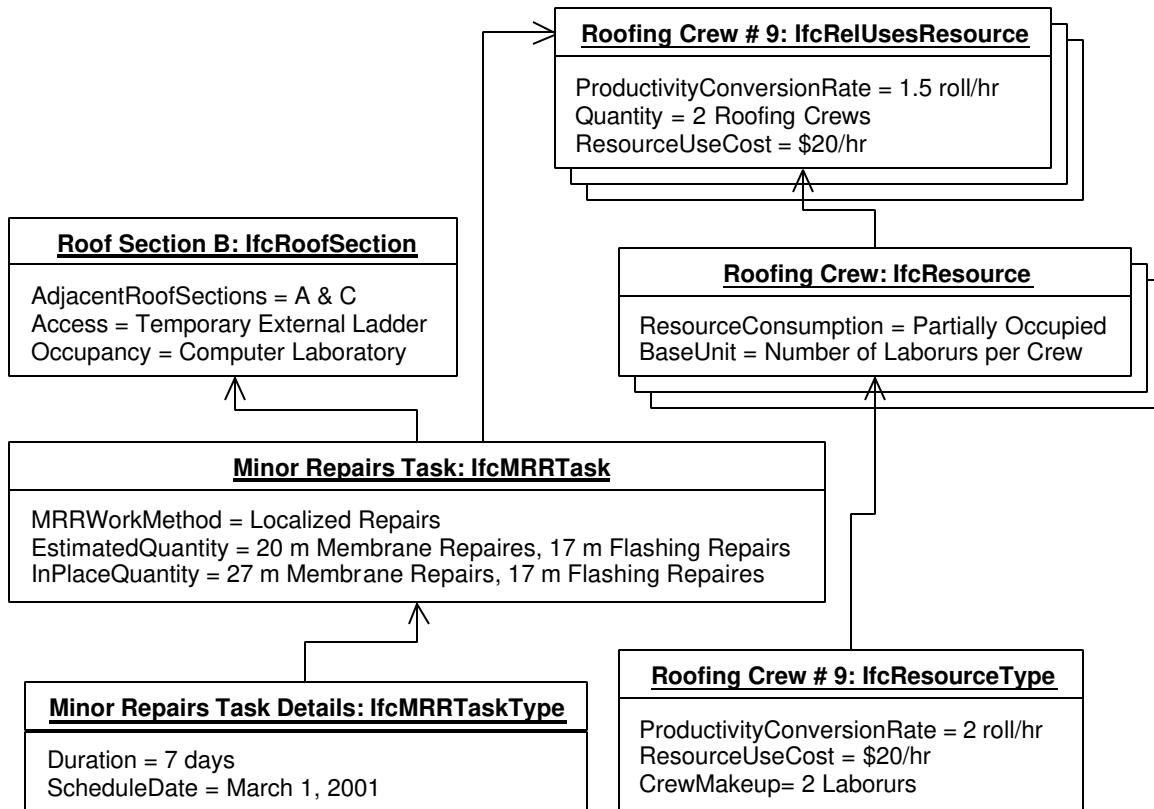 Roofing Crew # 9: IfcRelUsesResource
ProductivityConversionRate = 1.5 roll/hr
Quantity = 2 Roofing Crews
ResourceUseCost = $20/hr
Roof Section B: IfcRoofSection
AdjacentRoofSections = A & C
Access = Temporary External Ladder
Occupancy = Computer Laboratory
Roofing Crew: IfcResource
ResourceConsumption = Partially Occupied
BaseUnit = Number of Laborurs per Crew
Minor Repairs Task: IfcMRRTask
MRRWorkMethod = Localized Repairs
EstimatedQuantity = 20 m Membrane Repaires, 17 m Flashing Repairs
InPlaceQuantity = 27 m Membrane Repairs, 17 m Flashing Repaires
Minor Repairs Task Details: IfcMRRTaskType
Duration = 7 days
ScheduleDate = March 1, 2001
Roofing Crew # 9: IfcResourceType
ProductivityConversionRate = 2 roll/hr
ResourceUseCost = $20/hr
CrewMakeup= 2 Laborurs